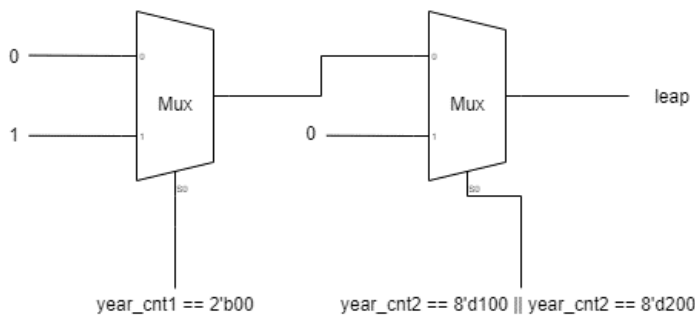 0
0
Mux
1
1
S0
year_cnt1 == 2'b00
0
0
Mux
1
S0
leap
year_cnt2 == 8'd100 || year_cnt2 == 8'd200